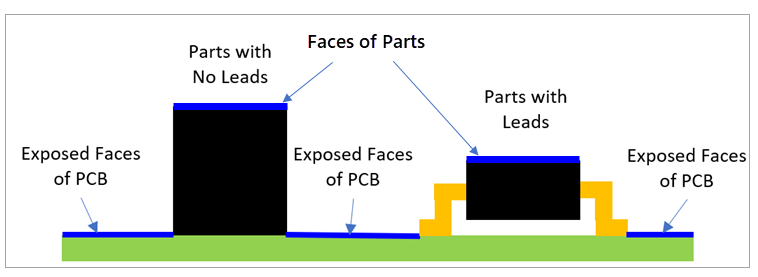 Faces of Parts
Parts with
No Leads
Parts with
Leads
Exposed Faces
of PCB
Exposed Faces
of PCB
Exposed Faces
of PCB